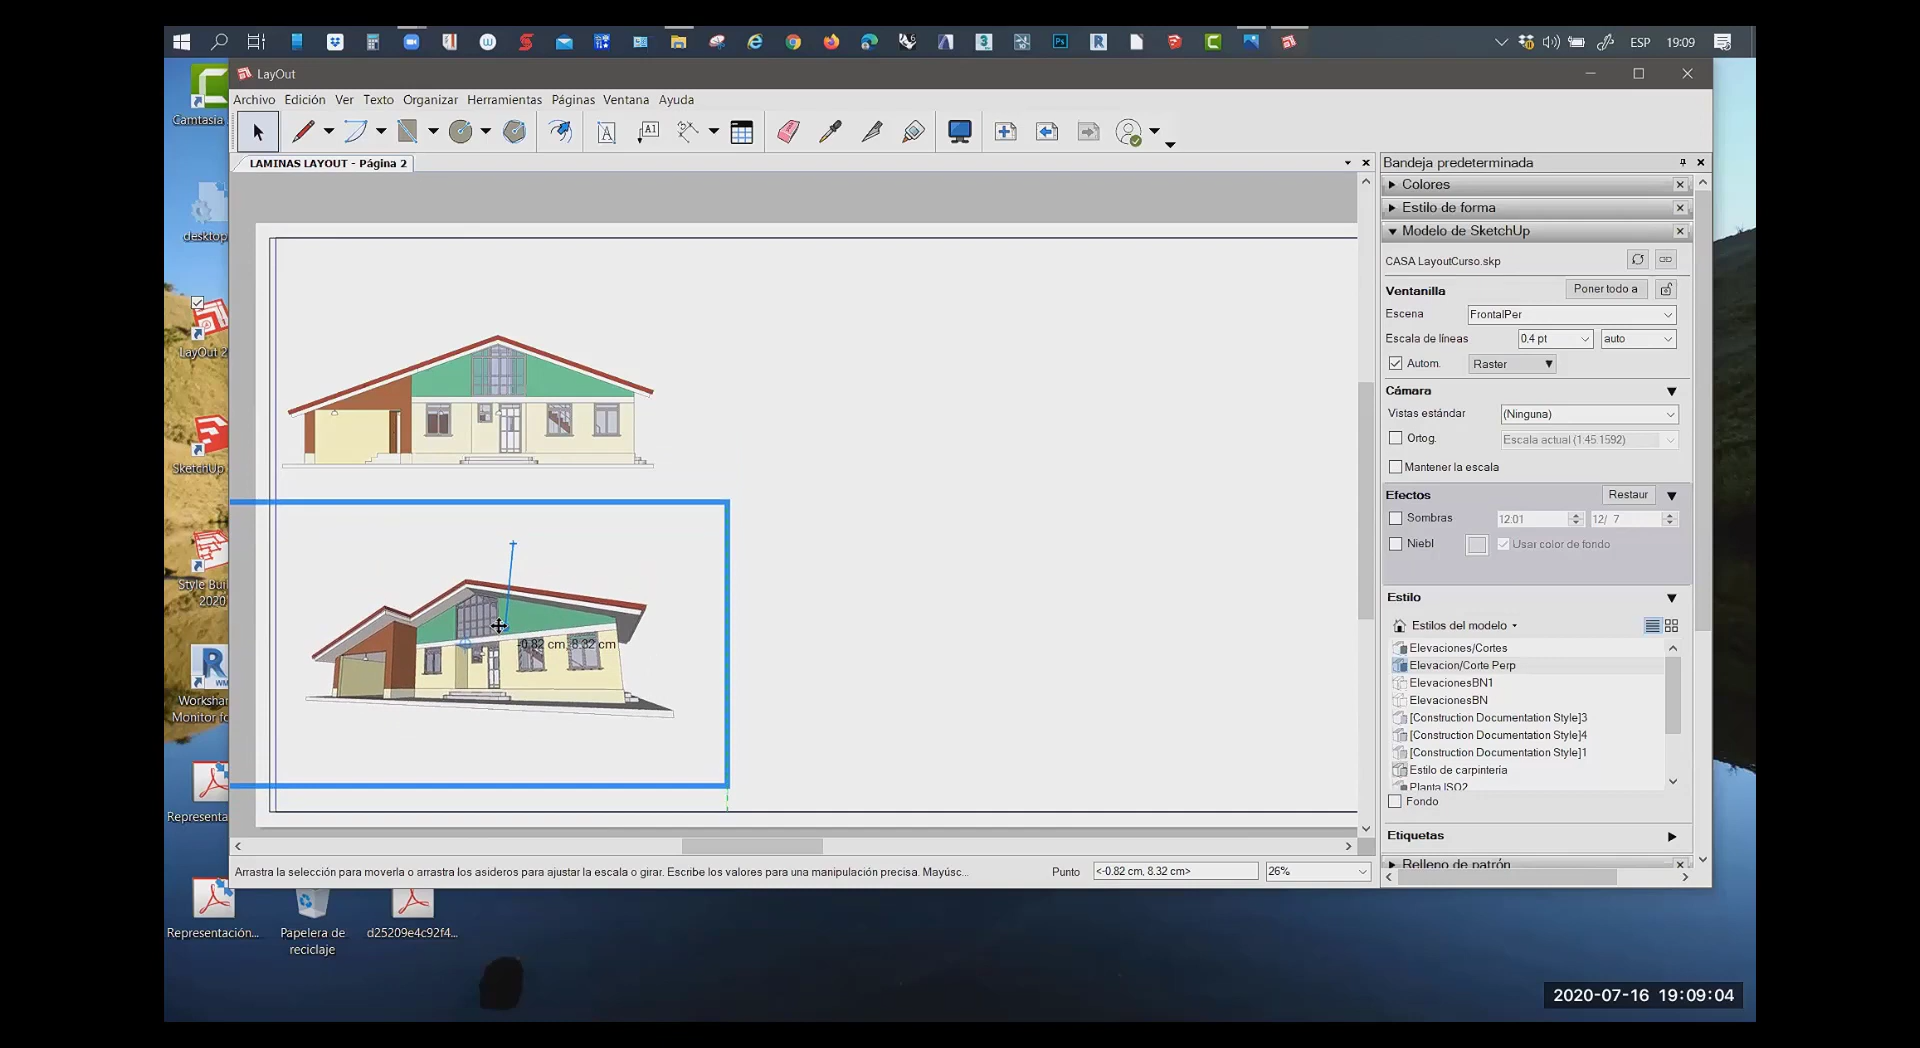 ESP 19:09
LayOut
Archivo Edición Ver Texto Organizar Herramientas Páginas Ventana Ayuda
LAMINAS LAYOUT - Página 2
Bandeja predeterminada
Colores
Estilo de forma
Modelo de SketchUp
CASA LayoutCurso.skp
Ventanilla Poner todo a
Escena FrontalPer
Escala de líneas 0.4 pt auto
Autom. Raster
Cámara
Vistas estándar (Ninguna)
Ortog. Escala actual (1:45.1592)
Mantener la escala
Efectos Restaur
Sombras 12:01 12/ 7
Niebl Usar color de fondo
Estilo
Estilos del modelo
Elevaciones/Cortes
Elevacion/Corte Perp
ElevacionesBN1
ElevacionesBN
[Construction Documentation Style]3
[Construction Documentation Style]4
[Construction Documentation Style]1
Estilo de carpintería
Planta ISO2
Fondo
Etiquetas
Relleno de patrón
-0.82 cm, 8.32 cm
Arrastra la selección para moverla o arrastra los asideros para ajustar la escala o girar. Escribe los valores para una manipulación precisa. Mayúsc...
Punto <-0.82 cm, 8.32 cm> 26%
Camtasia
desktop
LayOut 2
SketchUp
Style Bui
2020
Workshar
Monitor fo
Representa
Representación...
Papelera de
reciclaje
d25209e4c92f4...
2020-07-16 19:09:04